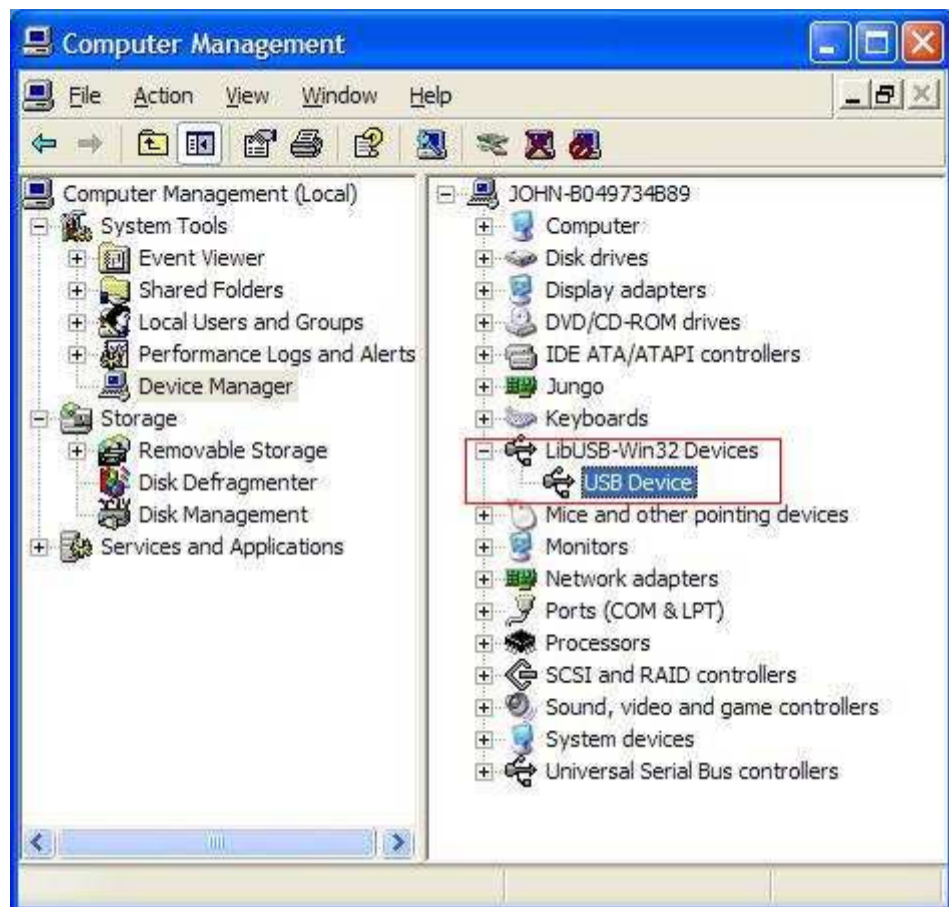 Computer Management
File Action View Window Help
Computer Management (Local)
System Tools
Event Viewer
Shared Folders
Local Users and Groups
Performance Logs and Alerts
Device Manager
Storage
Removable Storage
Disk Defragmenter
Disk Management
Services and Applications
JOHN-B049734B89
Computer
Disk drives
Display adapters
DVD/CD-ROM drives
IDE ATA/ATAPI controllers
Jungo
Keyboards
LibUSB-Win32 Devices
USB Device
Mice and other pointing devices
Monitors
Network adapters
Ports (COM & LPT)
Processors
SCSI and RAID controllers
Sound, video and game controllers
System devices
Universal Serial Bus controllers